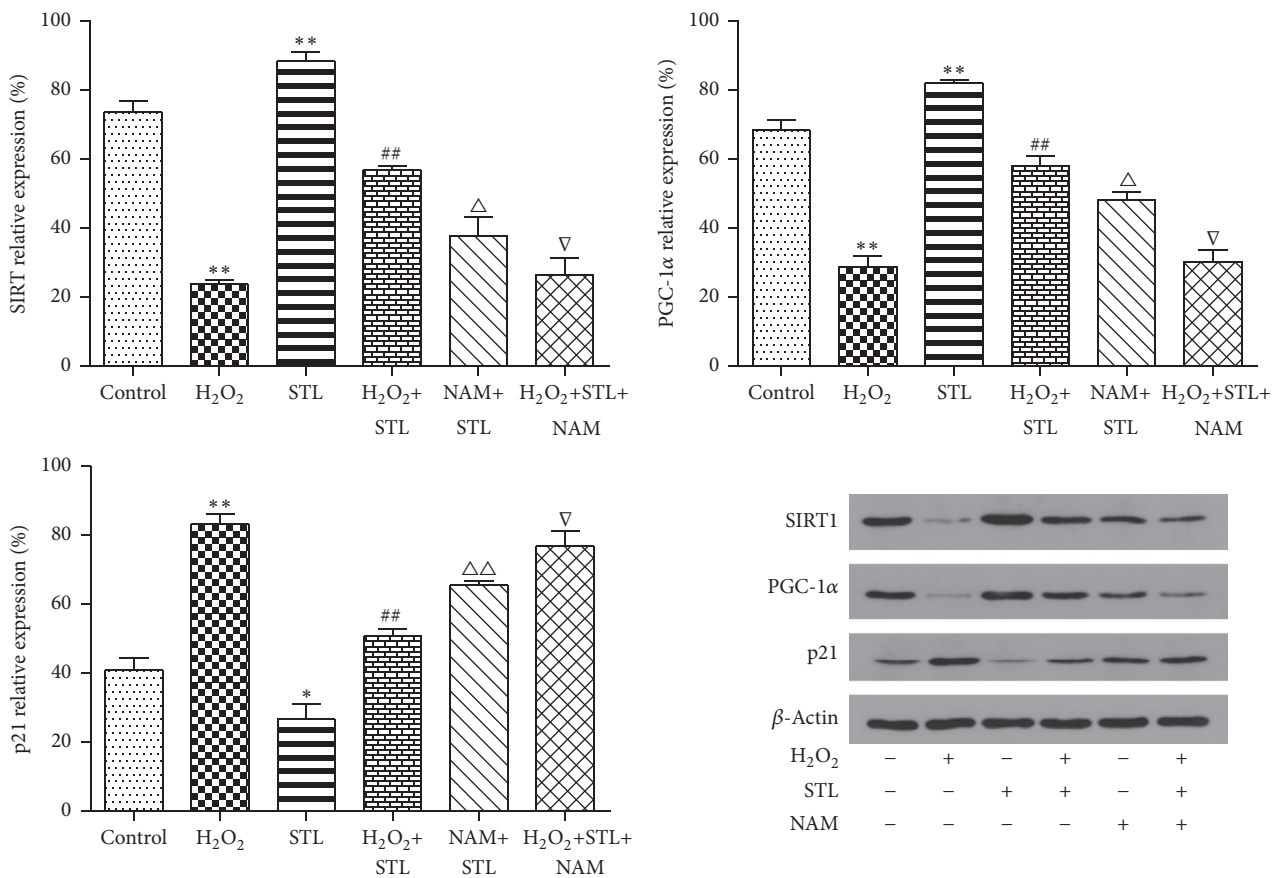 SIRT relative expression (%)
100
80
60
40
20
0
**
**
##
△
∇
Control
H₂O₂
STL
H₂O₂+
STL
NAM+
STL
H₂O₂+STL+
NAM
PGC-1α relative expression (%)
100
80
60
40
20
0
**
**
##
△
∇
Control
H₂O₂
STL
H₂O₂+
STL
NAM+
STL
H₂O₂+STL+
NAM
p21 relative expression (%)
100
80
60
40
20
0
**
*
##
△△
∇
Control
H₂O₂
STL
H₂O₂+
STL
NAM+
STL
H₂O₂+STL+
NAM
SIRT1
PGC-1α
p21
β-Actin
H₂O₂ − + − + − +
STL − − + + − +
NAM − − − − + +